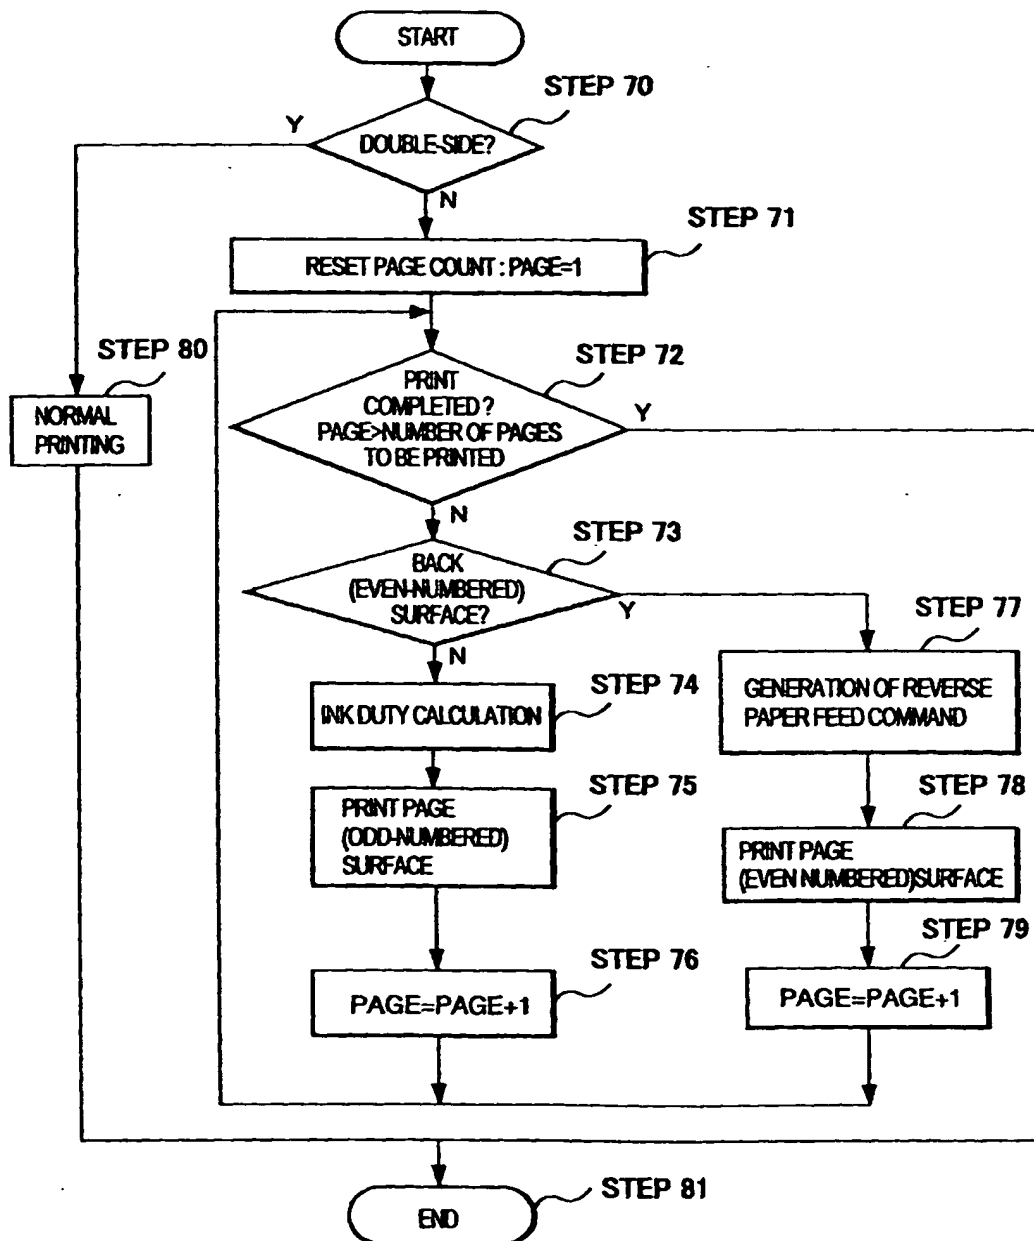 START
STEP 70
Y
DOUBLE-SIDE?
N
STEP 71
RESET PAGE COUNT : PAGE=1
STEP 80
NORMAL
PRINTING
STEP 72
PRINT
COMPLETED ?
PAGE>NUMBER OF PAGES
TO BE PRINTED
Y
N
STEP 73
BACK
(EVEN-NUMBERED)
SURFACE?
Y
N
STEP 77
GENERATION OF REVERSE
PAPER FEED COMMAND
STEP 74
INK DUTY CALCULATION
STEP 75
PRINT PAGE
(ODD-NUMBERED)
SURFACE
STEP 78
PRINT PAGE
(EVEN NUMBERED)SURFACE
STEP 76
PAGE=PAGE+1
STEP 79
PAGE=PAGE+1
STEP 81
END